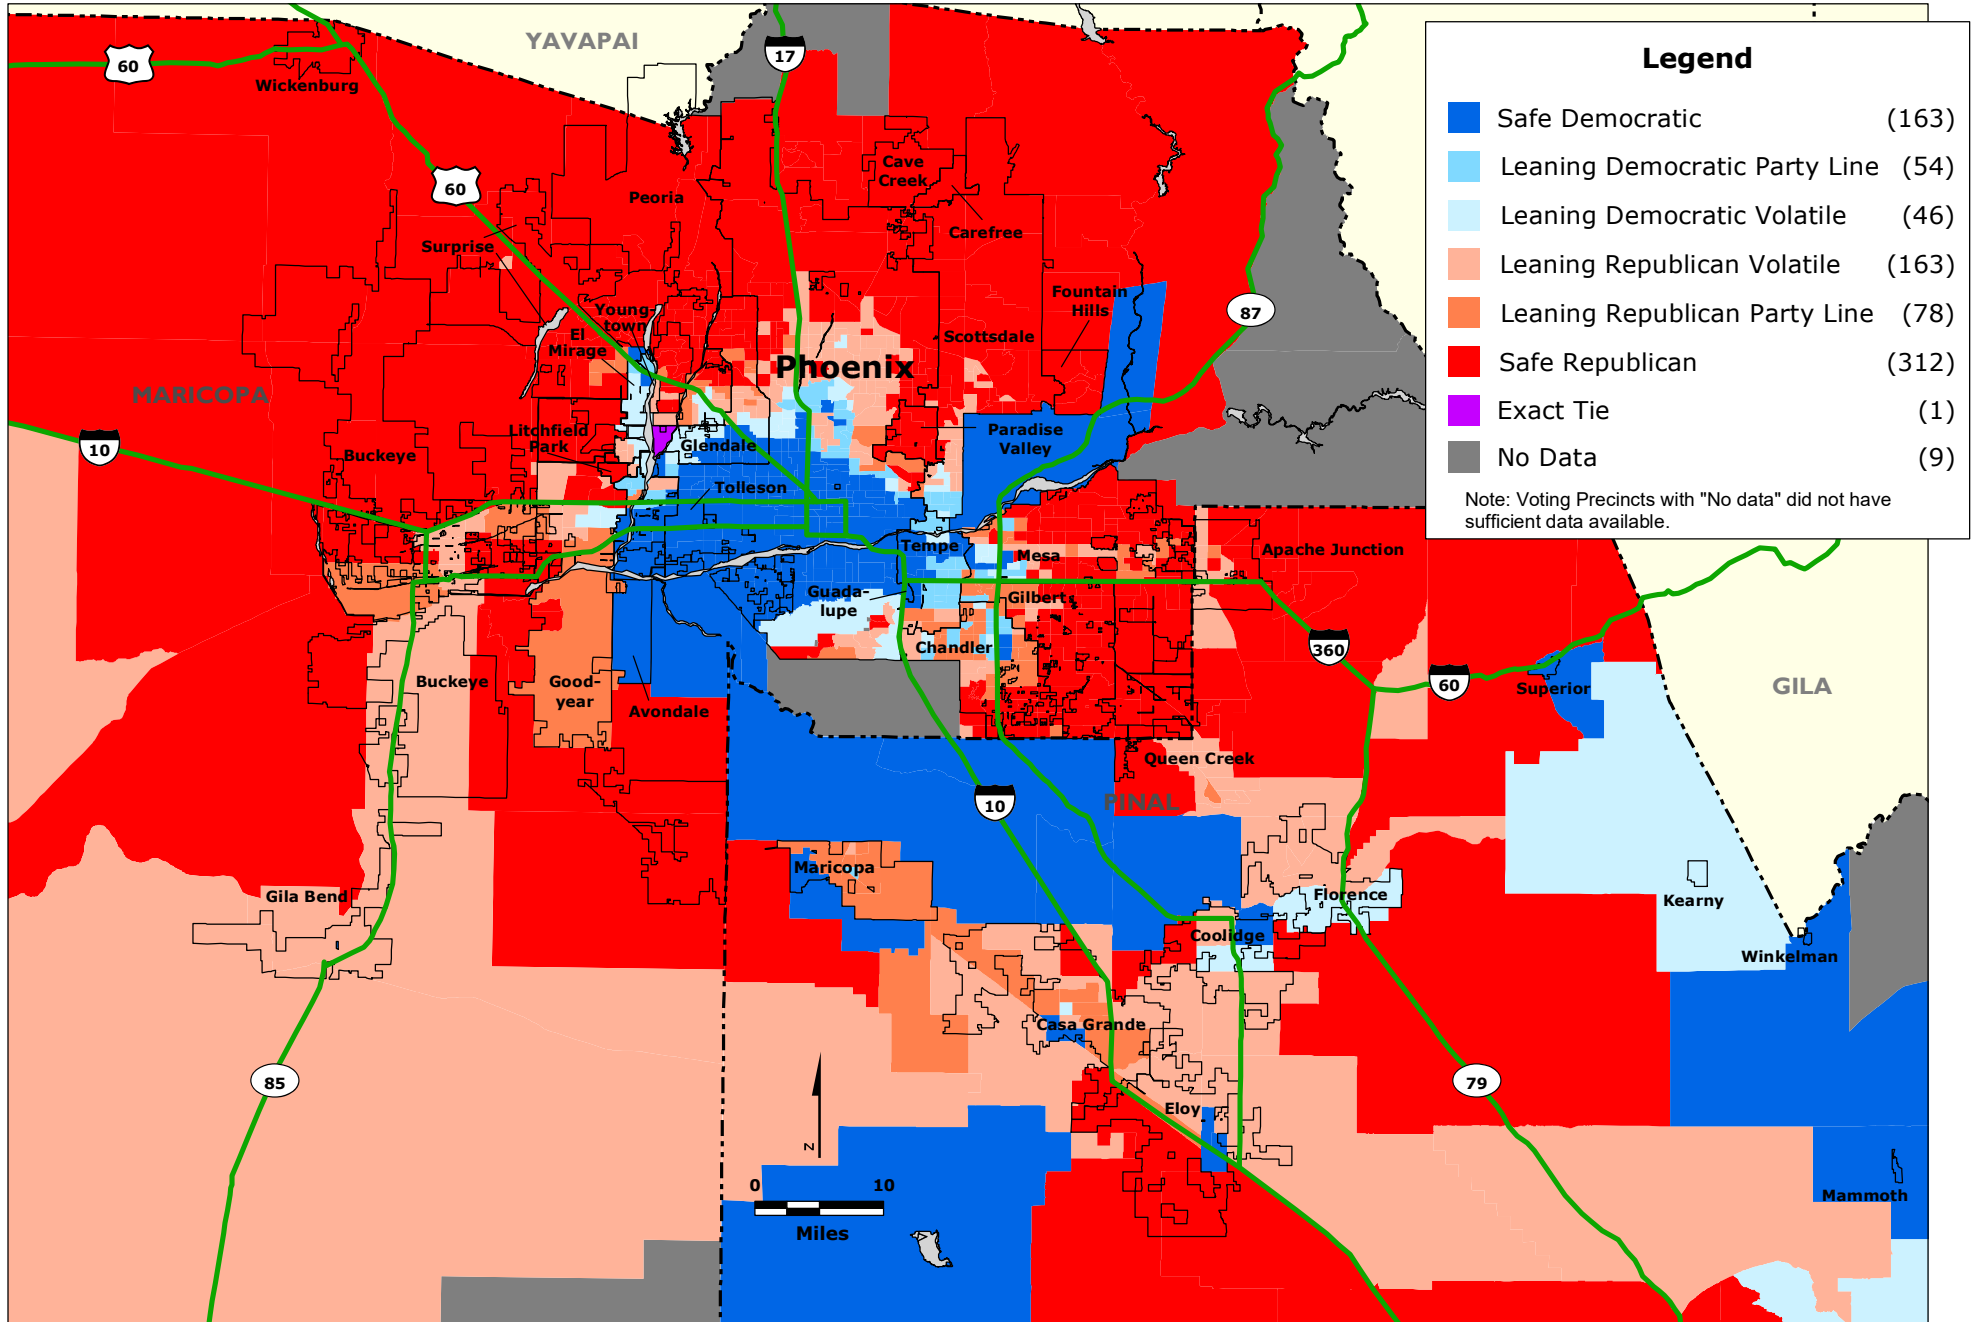 YAVAPAI
60
17
Wickenburg
60
Cave
Creek
Peoria
Carefree
Surprise
Fountain
Hills
87
Young-
town
El
Mirage
Scottsdale
Phoenix
MARICOPA
Litchfield
Park
Paradise
Valley
10
Buckeye
Glendale
Tolleson
Tempe
Mesa
Apache Junction
Guada-
lupe
Gilbert
Chandler
360
Buckeye
Good-
year
Avondale
60
Superior
GILA
Queen Creek
10
PINAL
Maricopa
Gila Bend
Florence
Kearny
Coolidge
Winkelman
Casa Grande
85
79
Eloy
Mammoth
N
0 10
Miles
Legend
Safe Democratic (163)
Leaning Democratic Party Line (54)
Leaning Democratic Volatile (46)
Leaning Republican Volatile (163)
Leaning Republican Party Line (78)
Safe Republican (312)
Exact Tie (1)
No Data (9)
Note: Voting Precincts with "No data" did not have
sufficient data available.